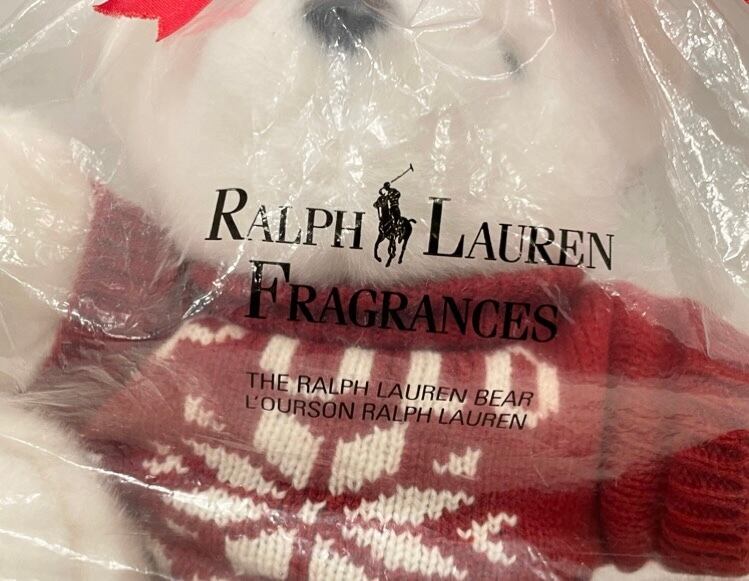 RALPH LAUREN
FRAGRANCES
THE RALPH LAUREN BEAR
L'OURSON RALPH LAUREN